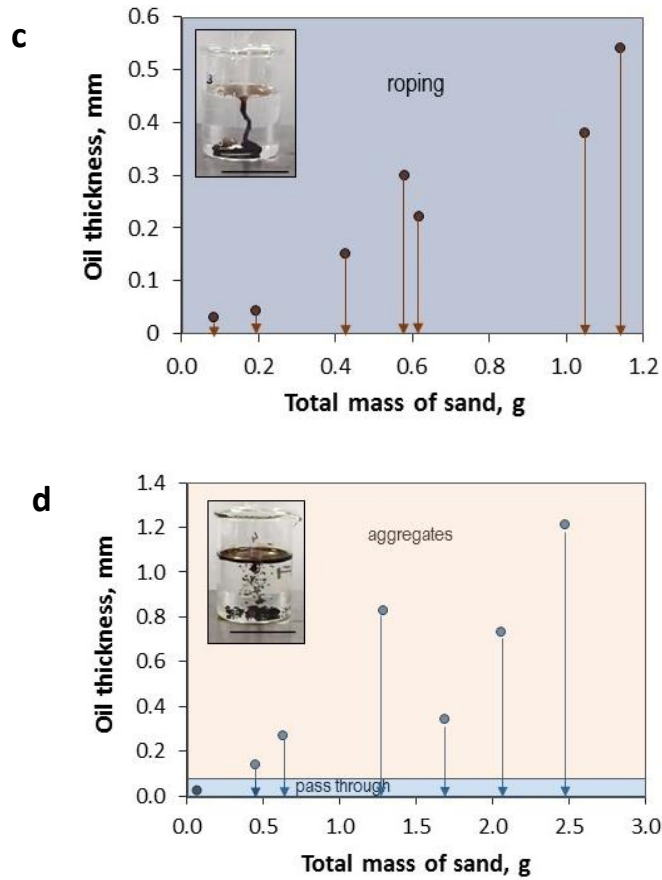 c
0.6
0.5
0.4
0.3
0.2
0.1
0
Oil thickness, mm
roping
0.0 0.2 0.4 0.6 0.8 1.0 1.2
Total mass of sand, g
d
1.4
1.2
1.0
0.8
0.6
0.4
0.2
0.0
Oil thickness, mm
aggregates
pass through
0.0 0.5 1.0 1.5 2.0 2.5 3.0
Total mass of sand, g